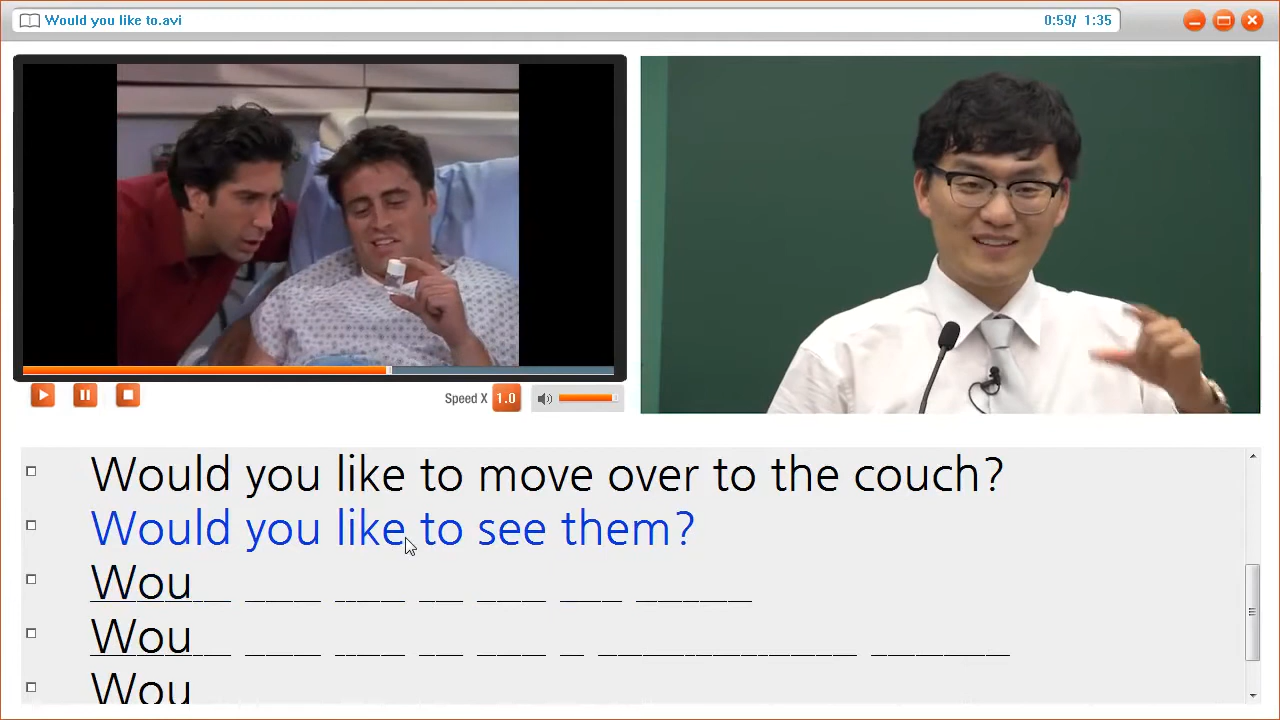 Would you like to.avi
0:59/ 1:35
Speed X 1.0
Would you like to move over to the couch?
Would you like to see them?
Wou
Wou
Wou